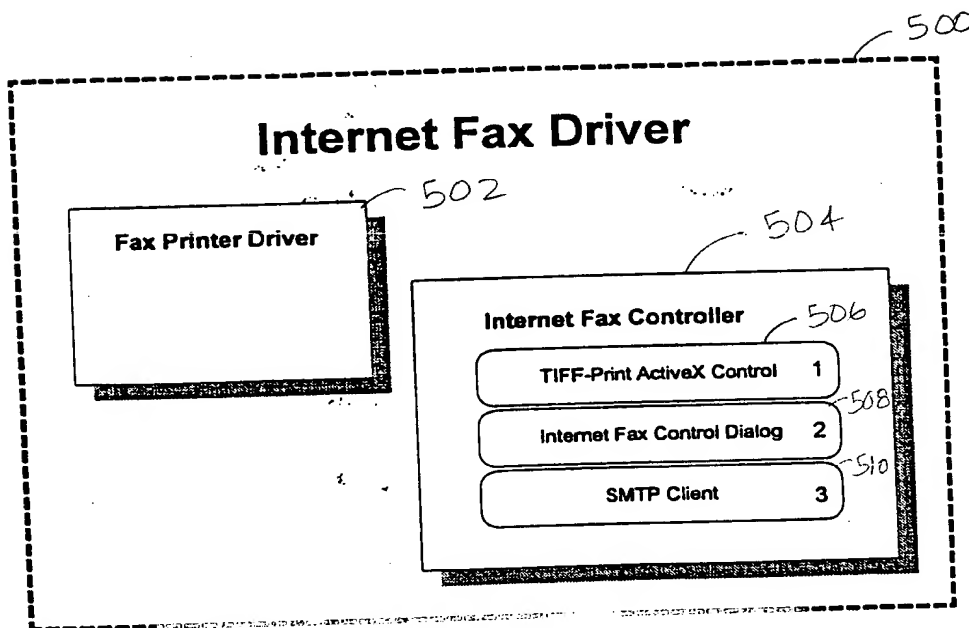 500
Internet Fax Driver
502
Fax Printer Driver
504
Internet Fax Controller
506
TIFF-Print ActiveX Control 1
508
Internet Fax Control Dialog 2
510
SMTP Client 3